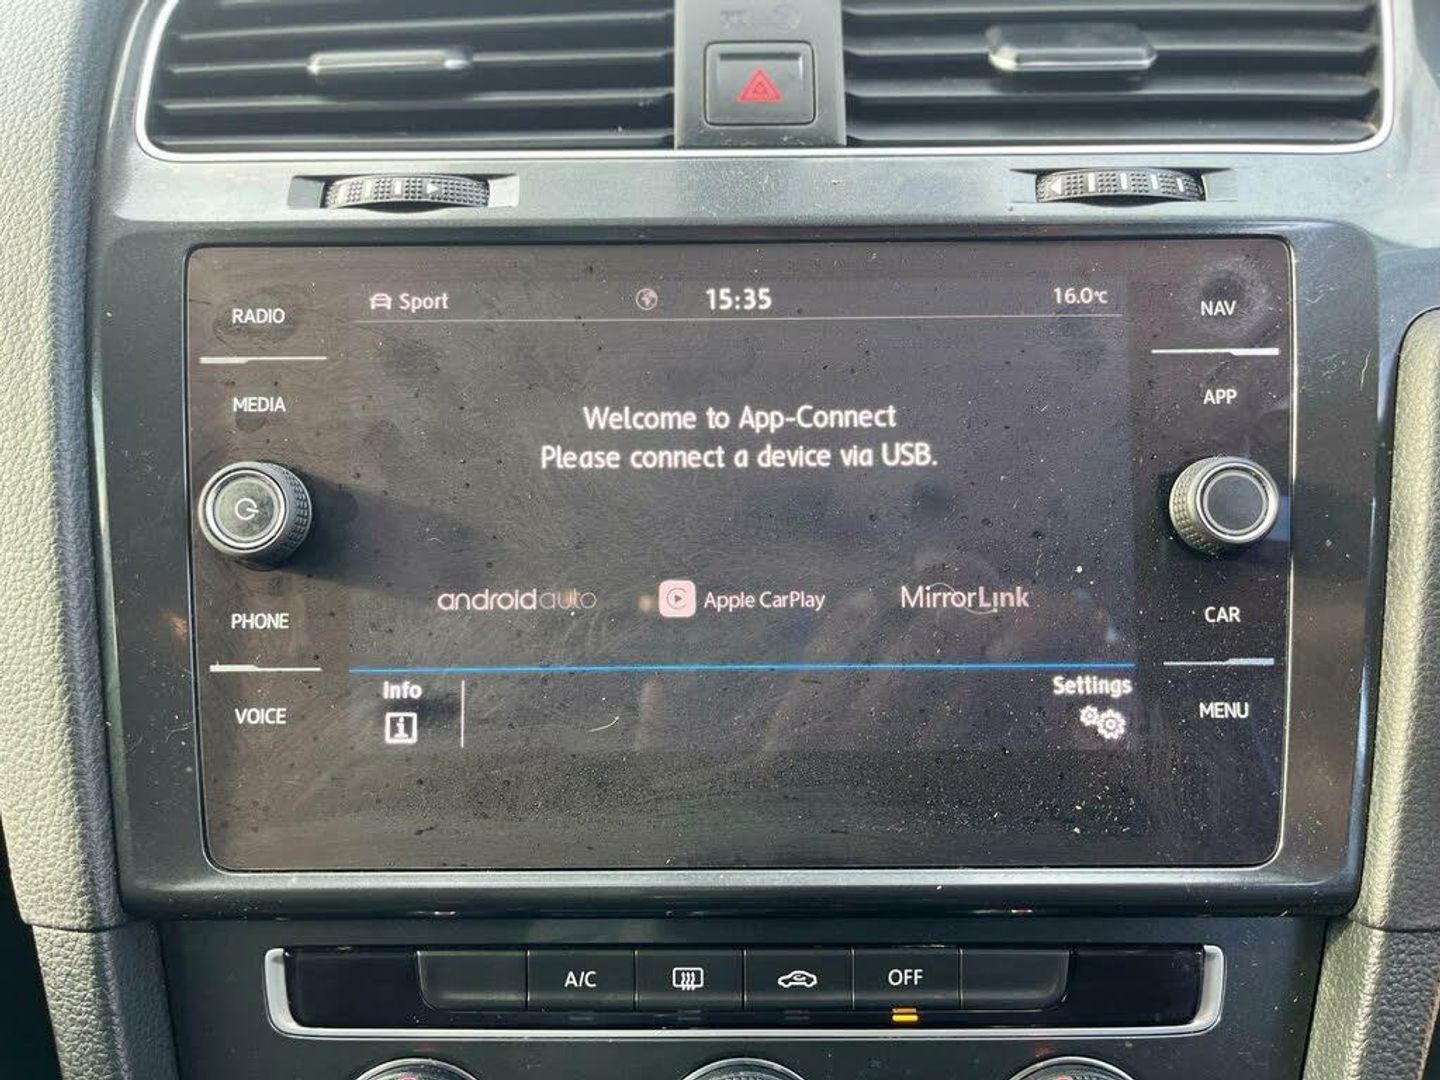 RADIO
MEDIA
PHONE
VOICE
Sport
15:35
16.0°C
Welcome to App-Connect
Please connect a device via USB.
androidauto
Apple CarPlay
MirrorLink
Info
i
Settings
NAV
APP
CAR
MENU
A/C
OFF